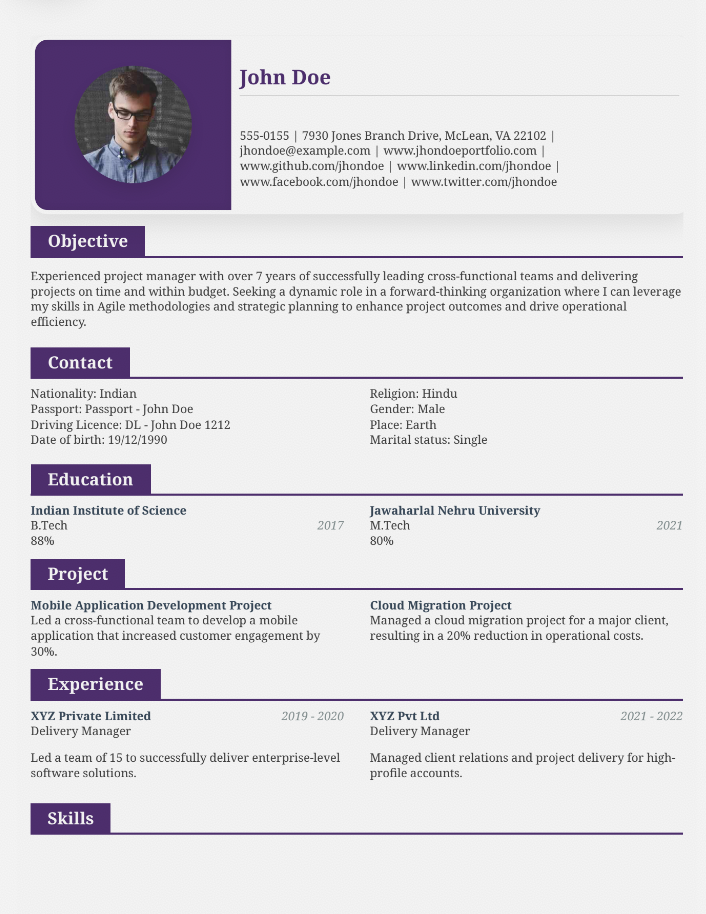 John Doe
555-0155 | 7930 Jones Branch Drive, McLean, VA 22102 |
jhondoe@example.com | www.jhondoeportfolio.com |
www.github.com/jhondoe | www.linkedin.com/jhondoe |
www.facebook.com/jhondoe | www.twitter.com/jhondoe
Objective
Experienced project manager with over 7 years of successfully leading cross-functional teams and delivering
projects on time and within budget. Seeking a dynamic role in a forward-thinking organization where I can leverage
my skills in Agile methodologies and strategic planning to enhance project outcomes and drive operational
efficiency.
Contact
Nationality: Indian
Passport: Passport - John Doe
Driving Licence: DL - John Doe 1212
Date of birth: 19/12/1990
Religion: Hindu
Gender: Male
Place: Earth
Marital status: Single
Education
Indian Institute of Science
B.Tech 2017
88%
Jawaharlal Nehru University
M.Tech 2021
80%
Project
Mobile Application Development Project
Led a cross-functional team to develop a mobile
application that increased customer engagement by
30%.
Cloud Migration Project
Managed a cloud migration project for a major client,
resulting in a 20% reduction in operational costs.
Experience
XYZ Private Limited 2019 - 2020
Delivery Manager
Led a team of 15 to successfully deliver enterprise-level
software solutions.
XYZ Pvt Ltd 2021 - 2022
Delivery Manager
Managed client relations and project delivery for high-
profile accounts.
Skills